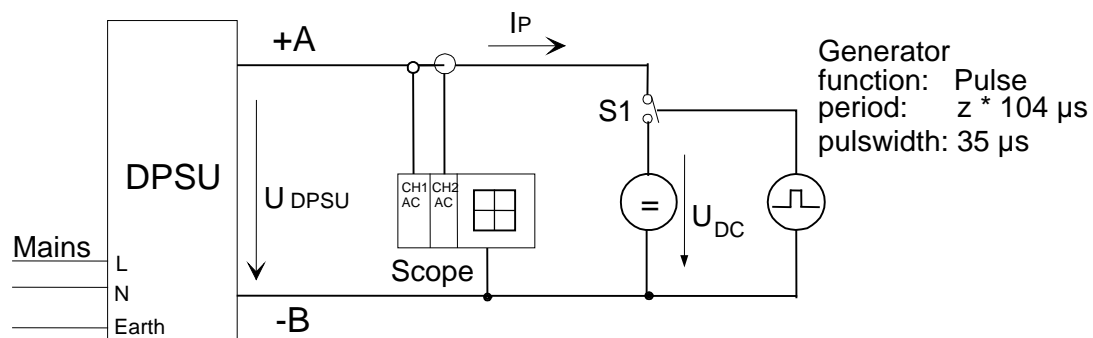 +A
IP
Generator
function: Pulse
period: z * 104 µs
pulswidth: 35 µs
S1
DPSU
U DPSU
CH1 CH2
AC AC
=
UDC
Mains
L
Scope
N
Earth
-B